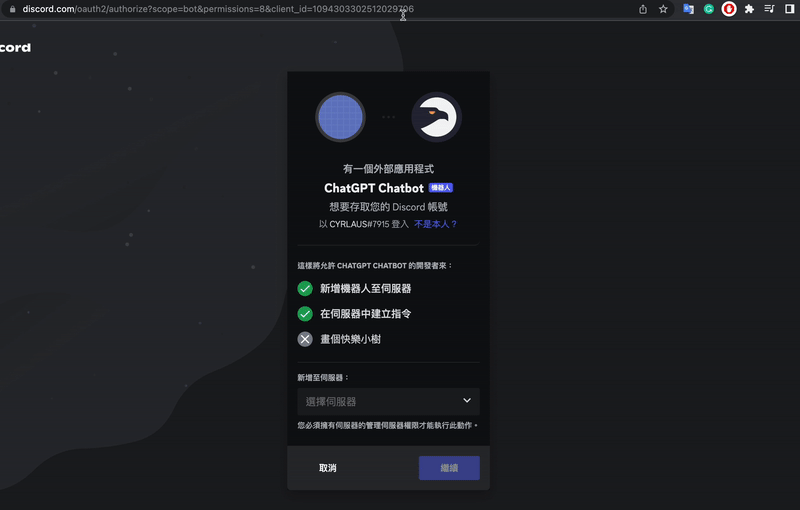 discord.com/oauth2/authorize?scope=bot&permissions=8&client_id=1094303302512029706
cord
有一個外部應用程式
ChatGPT Chatbot 機器人
想要存取您的 Discord 帳號
以 CYRLAUS#7915 登入 不是本人？
這樣將允許 CHATGPT CHATBOT 的開發者來：
新增機器人至伺服器
在伺服器中建立指令
畫個快樂小樹
新增至伺服器：
選擇伺服器
您必須擁有伺服器的管理伺服器權限才能執行此動作。
取消
繼續